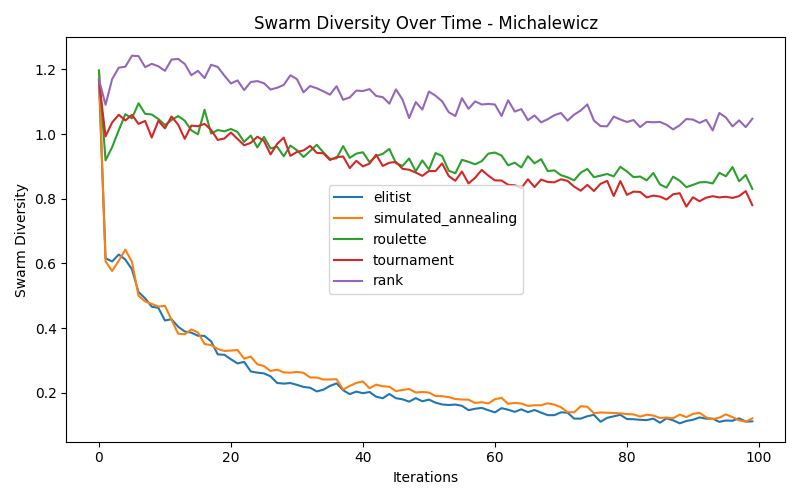 Swarm Diversity Over Time - Michalewicz
Swarm Diversity
1.2
1.0
0.8
0.6
0.4
0.2
elitist
simulated_annealing
roulette
tournament
rank
0 20 40 60 80 100
Iterations